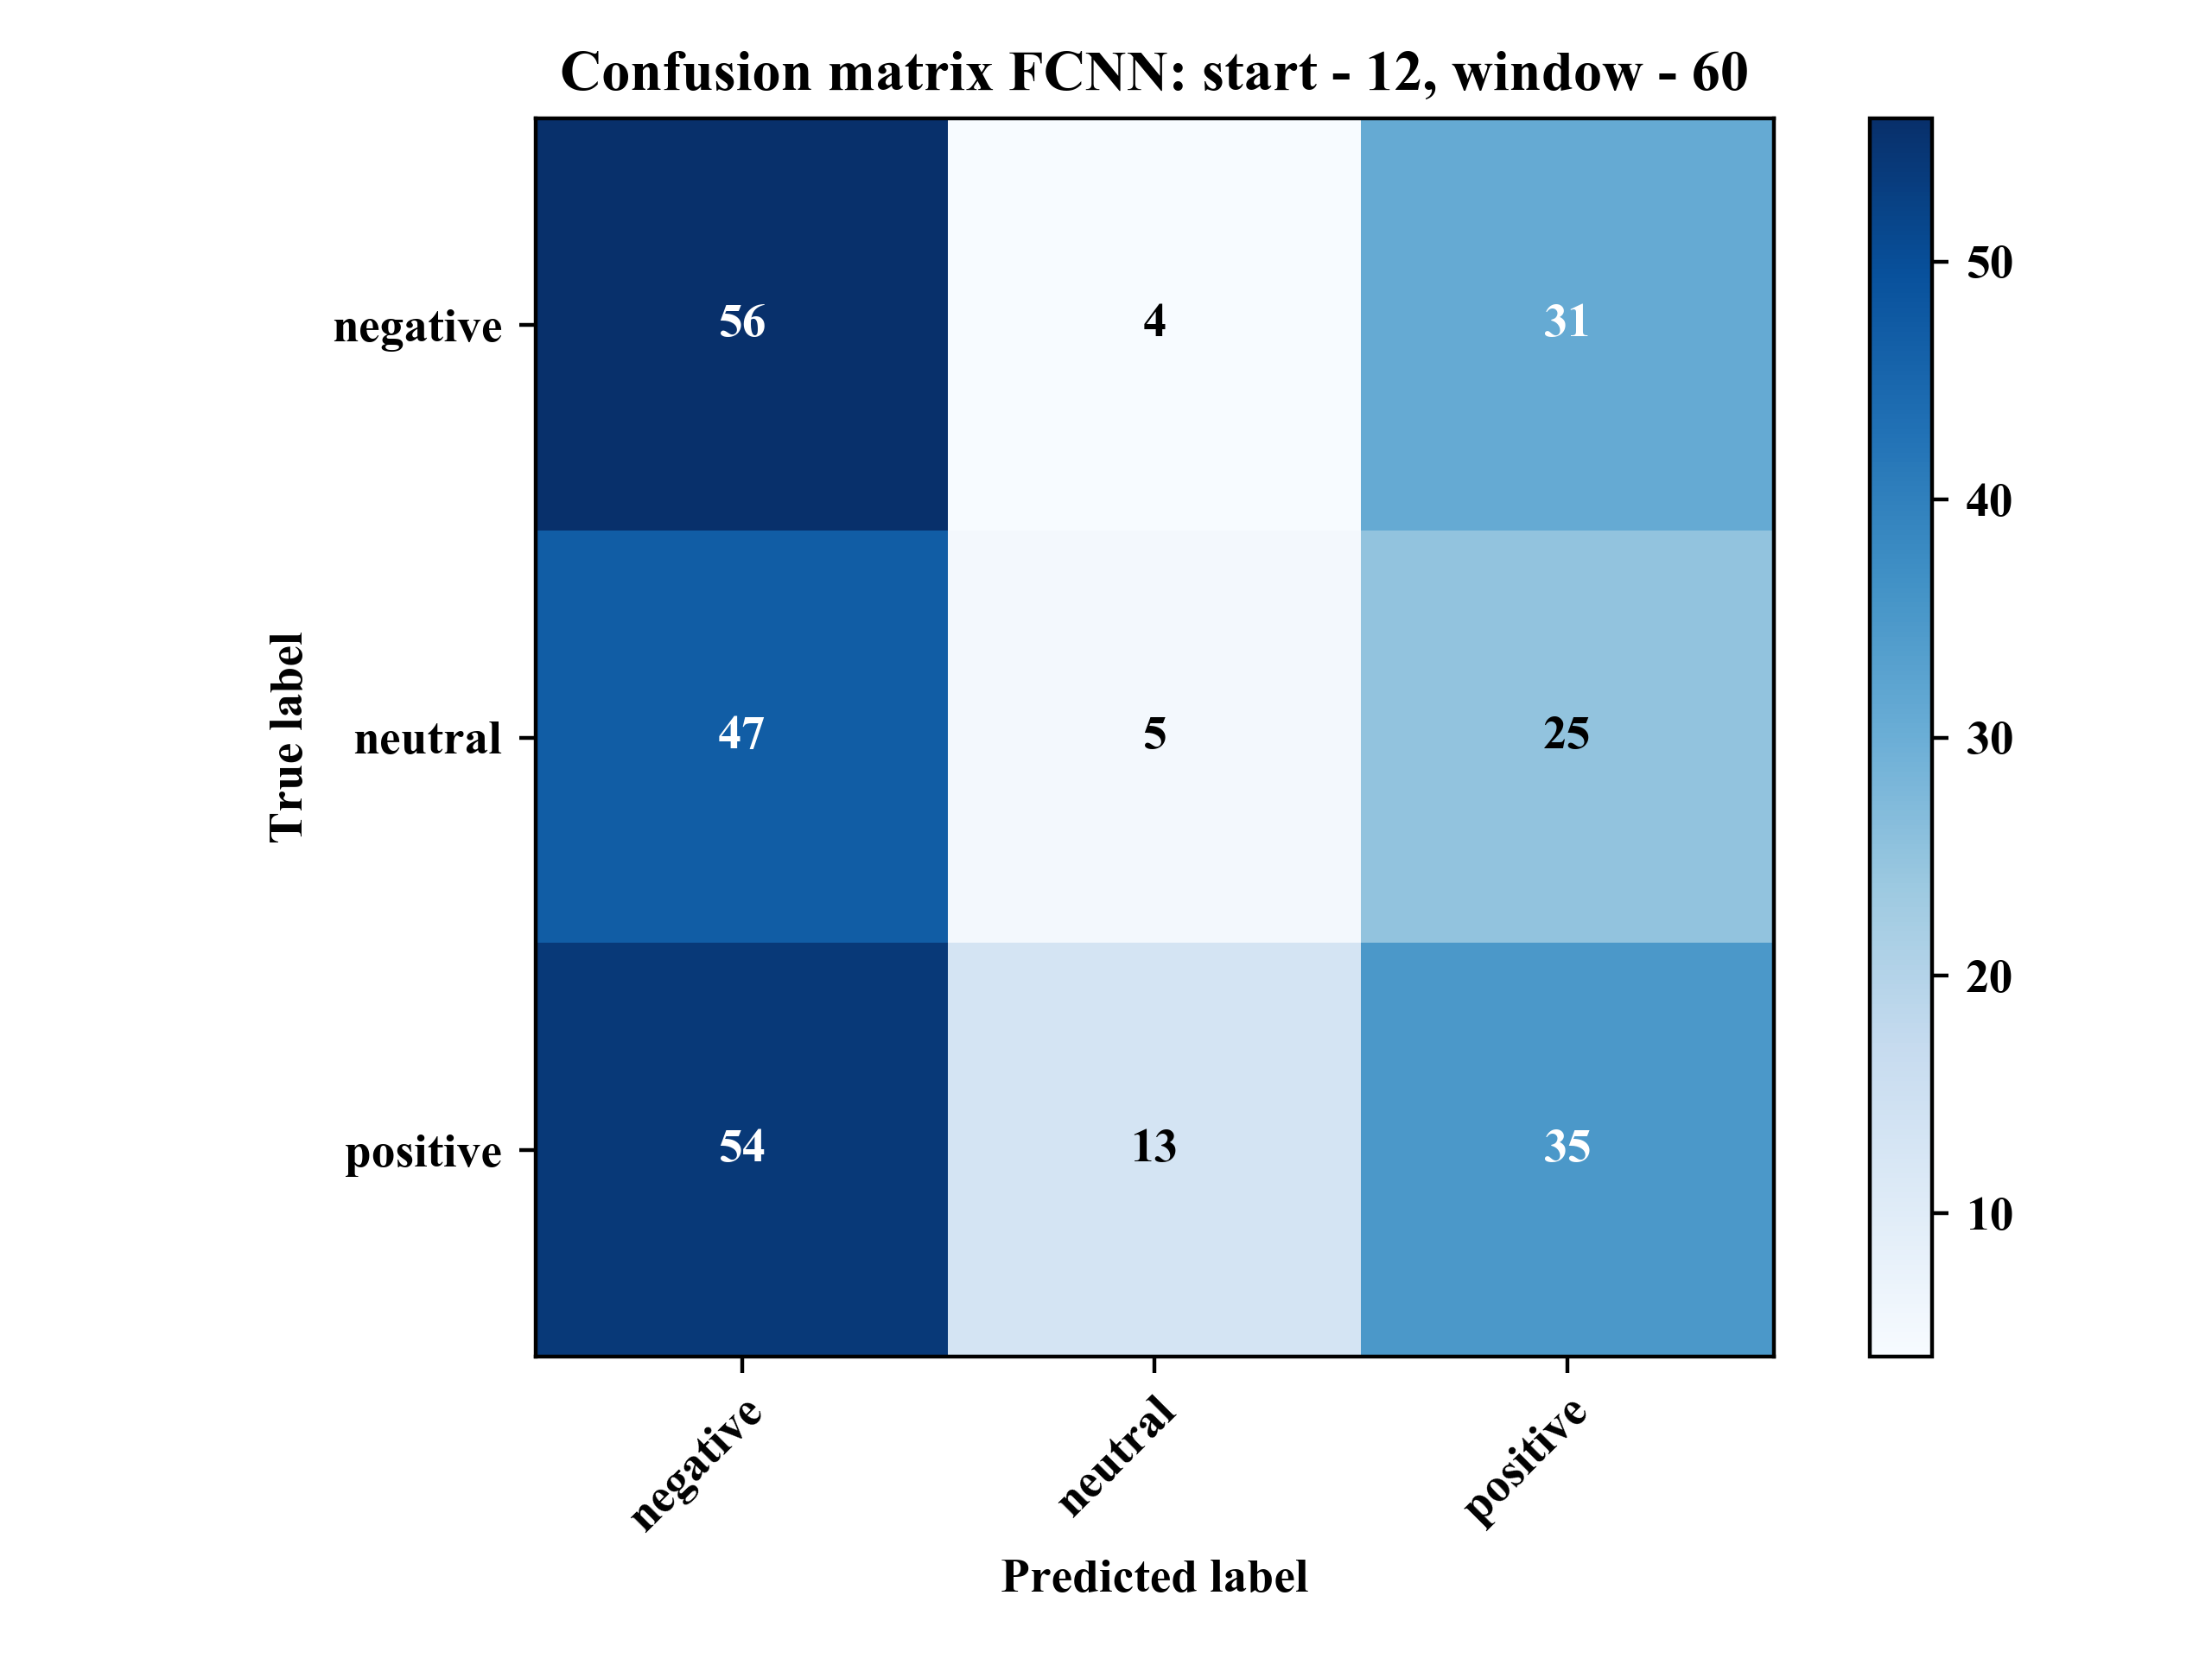 Confusion matrix FCNN: start - 12, window - 60
negative 56 4 31
neutral 47 5 25
positive 54 13 35
True label
negative neutral positive
Predicted label
50
40
30
20
10